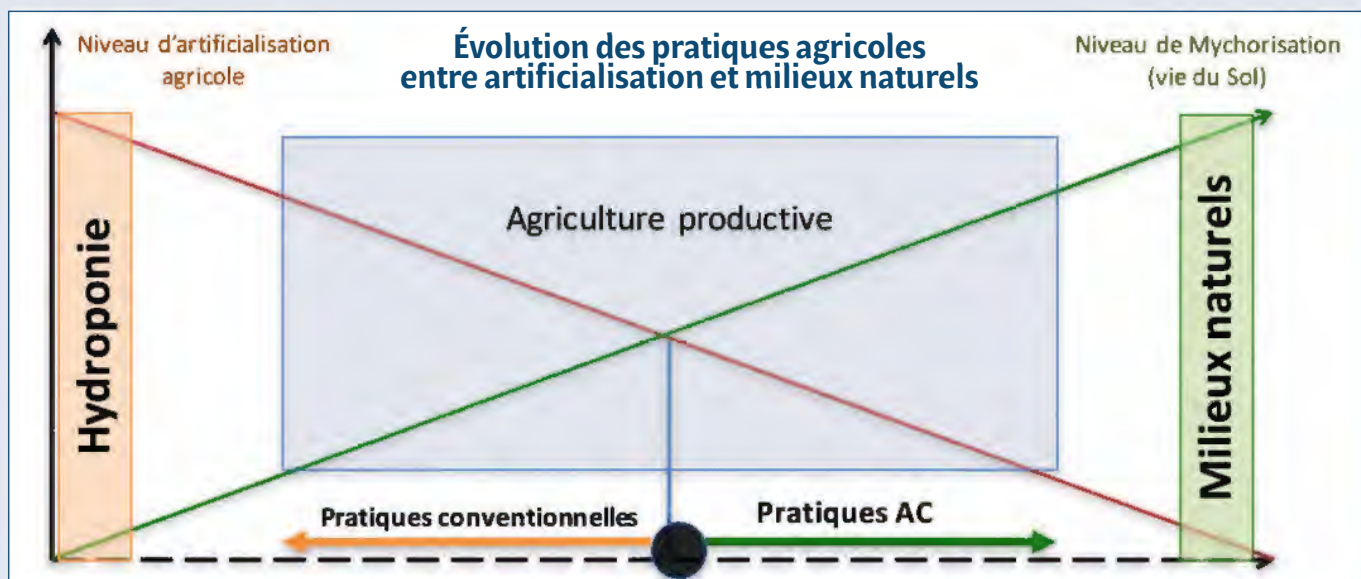 Évolution des pratiques agricoles
entre artificialisation et milieux naturels
Niveau d'artificialisation
agricole
Niveau de Mychorisation
(vie du Sol)
Hydroponie
Agriculture productive
Milieux naturels
Pratiques conventionnelles
Pratiques AC